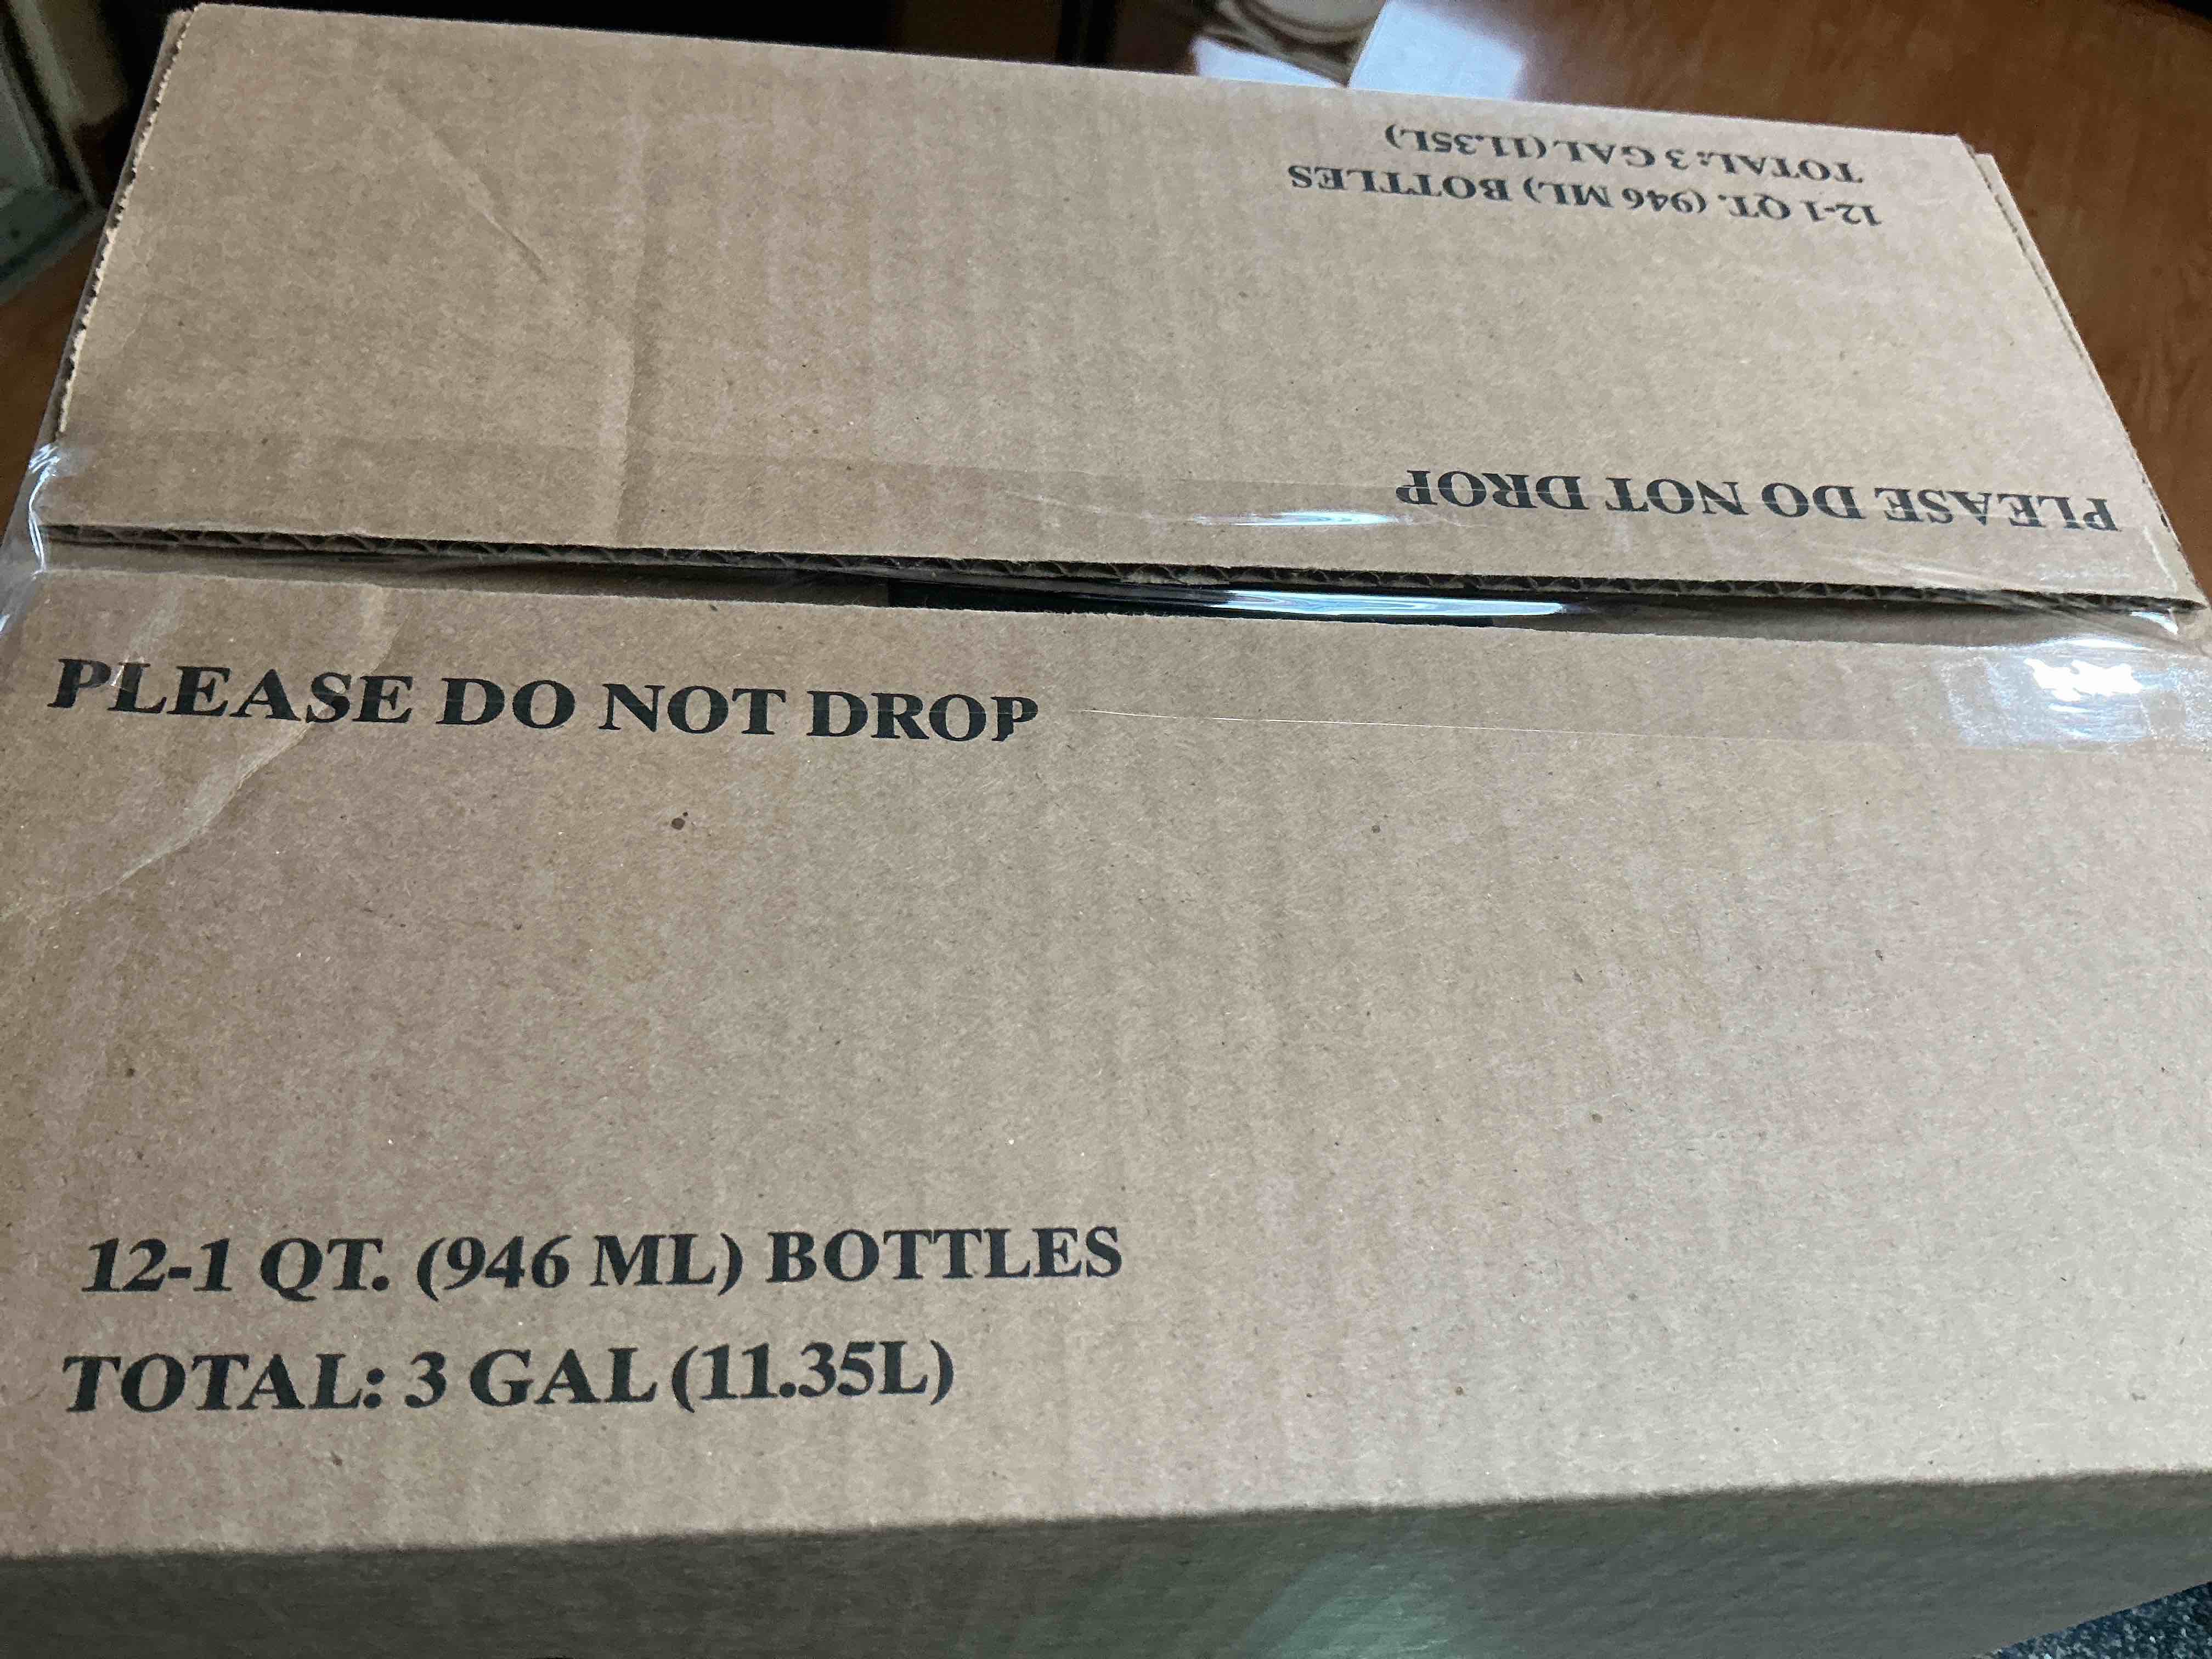 12-1 QT. (946 ML) BOTTLES
TOTAL: 3 GAL (11.35L)
PLEASE DO NOT DROP
PLEASE DO NOT DROP
12-1 QT. (946 ML) BOTTLES
TOTAL: 3 GAL (11.35L)